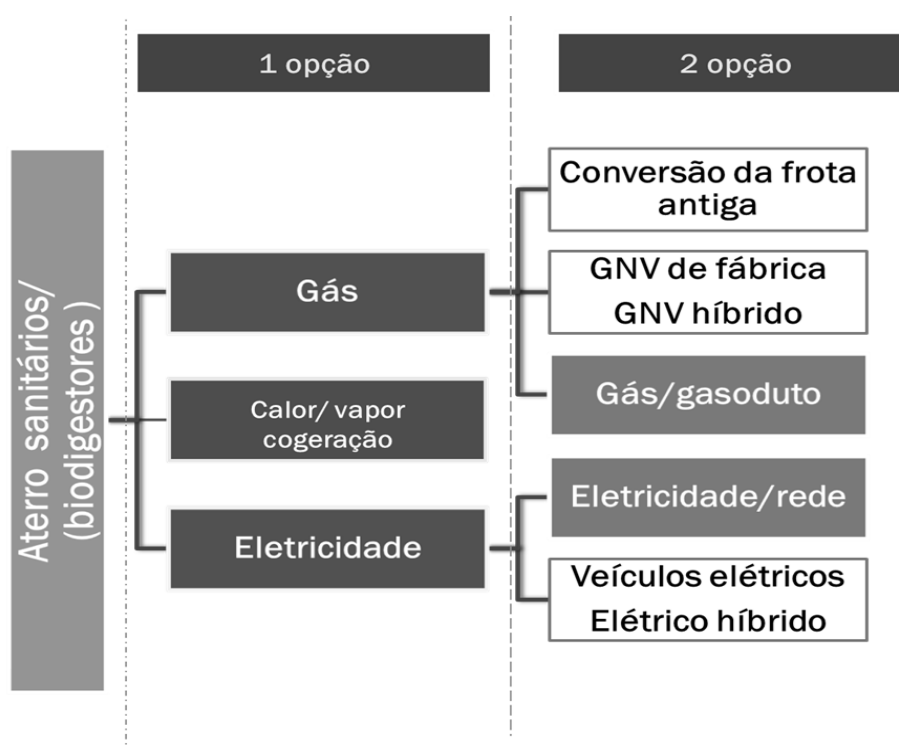 1 opção
2 opção
Aterro sanitários/
(biodigestores )
Gás
Calor/ vapor
cogeração
Eletricidade
Conversão da frota
antiga
GNV de fábrica
GNV híbrido
Gás/gasoduto
Eletricidade/rede
Veículos elétricos
Elétrico híbrido